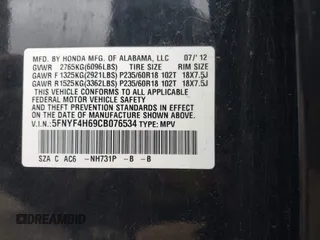 MFD. BY HONDA MFG. OF ALABAMA, LLC 07/'12
GVWR 2765KG(6096LBS) TIRE SIZE RIM SIZE
GAWR F 1325KG(2921LBS) P235/60R18 102T 18X7.5J
GAWR R1525KG(3362LBS) P235/60R18 102T 18X7.5J
THIS VEHICLE CONFORMS TO ALL APPLICABLE
FEDERAL MOTOR VEHICLE SAFETY AND
THEFT PREVENTION STANDARDS IN EFFECT ON
THE DATE OF MANUFACTURE SHOWN ABOVE.
V.I.N: 5FNYF4H69CB076534 TYPE: MPV
SZA C AC6 -NH731P -B -B
© DREAMBID